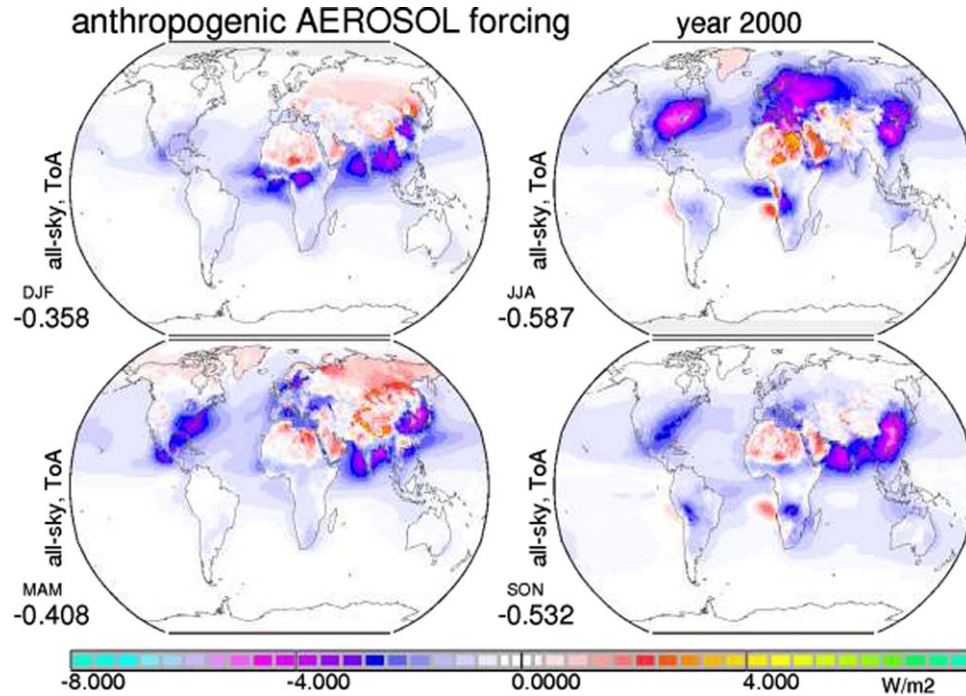 anthropogenic AEROSOL forcing year 2000
all-sky, ToA
DJF
-0.358
all-sky, ToA
JJA
-0.587
all-sky, ToA
MAM
-0.408
all-sky, ToA
SON
-0.532
-8.000 -4.000 0.0000 4.000 W/m2